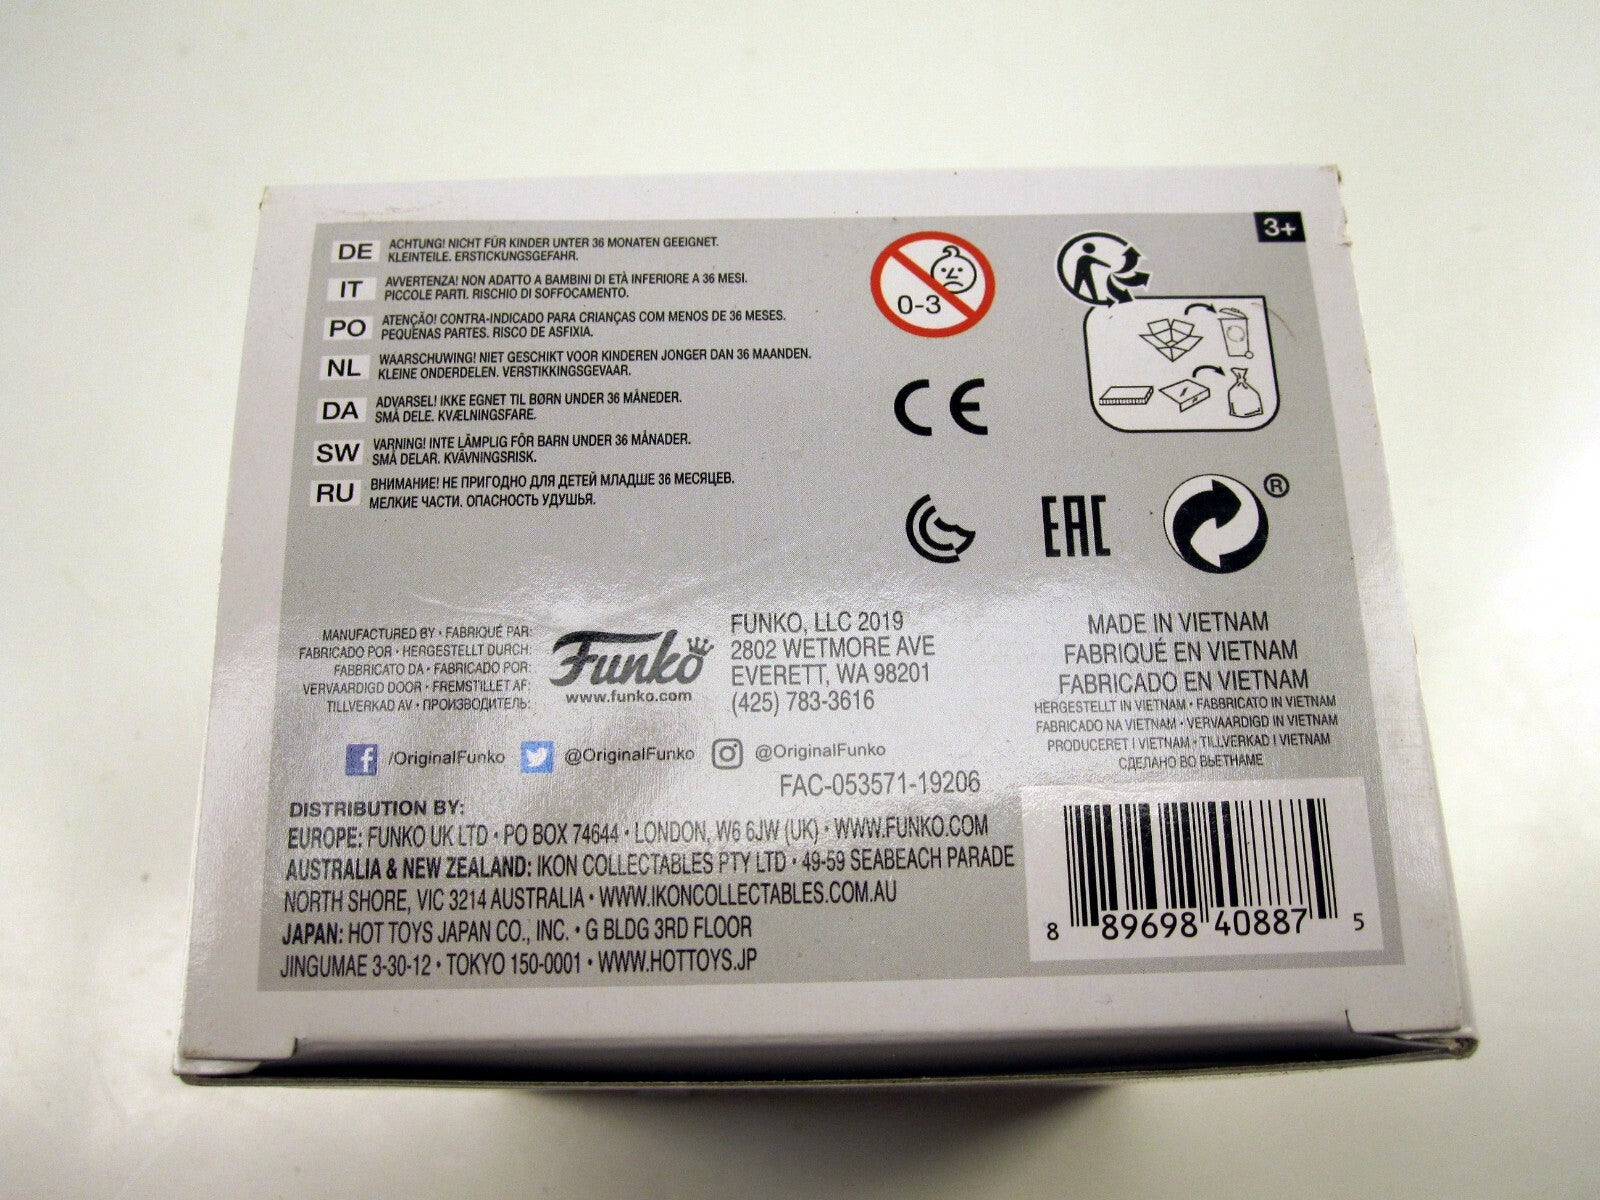 3+
DE ACHTUNG! NICHT FÜR KINDER UNTER 36 MONATEN GEEIGNET.
KLEINTEILE. ERSTICKUNGSGEFAHR.
IT AVVERTENZA! NON ADATTO A BAMBINI DI ETÀ INFERIORE A 36 MESI.
PICCOLE PARTI. RISCHIO DI SOFFOCAMENTO.
PO ATENÇÃO! CONTRA-INDICADO PARA CRIANÇAS COM MENOS DE 36 MESES.
PEQUENAS PARTES. RISCO DE ASFIXIA.
NL WAARSCHUWING! NIET GESCHIKT VOOR KINDEREN JONGER DAN 36 MAANDEN.
KLEINE ONDERDELEN. VERSTIKKINGSGEVAAR.
DA ADVARSEL! IKKE EGNET TIL BØRN UNDER 36 MÅNEDER.
SMÅ DELE. KVÆLNINGSFARE.
SW VARNING! INTE LÄMPLIG FÖR BARN UNDER 36 MÅNADER.
SMÅ DELAR. KVÄVNINGSRISK.
RU ВНИМАНИЕ! НЕ ПРИГОДНО ДЛЯ ДЕТЕЙ МЛАДШЕ 36 МЕСЯЦЕВ.
МЕЛКИЕ ЧАСТИ. ОПАСНОСТЬ УДУШЬЯ.
0-3
CE
EAC
®
MANUFACTURED BY • FABRIQUÉ PAR:
FABRICADO POR • HERGESTELLT DURCH:
FABBRICATO DA • FABRICADO POR:
VERVAARDIGD DOOR • FREMSTILLET AF:
TILLVERKAD AV • ПРОИЗВОДИТЕЛЬ:
Funko
www.funko.com
FUNKO, LLC 2019
2802 WETMORE AVE
EVERETT, WA 98201
(425) 783-3616
MADE IN VIETNAM
FABRIQUÉ EN VIETNAM
FABRICADO EN VIETNAM
HERGESTELLT IN VIETNAM • FABBRICATO IN VIETNAM
FABRICADO NA VIETNAM • VERVAARDIGD IN VIETNAM
PRODUCERET I VIETNAM • TILLVERKAD I VIETNAM
СДЕЛАНО ВО ВЬЕТНАМЕ
f /OriginalFunko @OriginalFunko @OriginalFunko
FAC-053571-19206
DISTRIBUTION BY:
EUROPE: FUNKO UK LTD • PO BOX 74644 • LONDON, W6 6JW (UK) • WWW.FUNKO.COM
AUSTRALIA & NEW ZEALAND: IKON COLLECTABLES PTY LTD • 49-59 SEABEACH PARADE
NORTH SHORE, VIC 3214 AUSTRALIA • WWW.IKONCOLLECTABLES.COM.AU
JAPAN: HOT TOYS JAPAN CO., INC. • G BLDG 3RD FLOOR
JINGUMAE 3-30-12 • TOKYO 150-0001 • WWW.HOTTOYS.JP
8 89698 40887 5